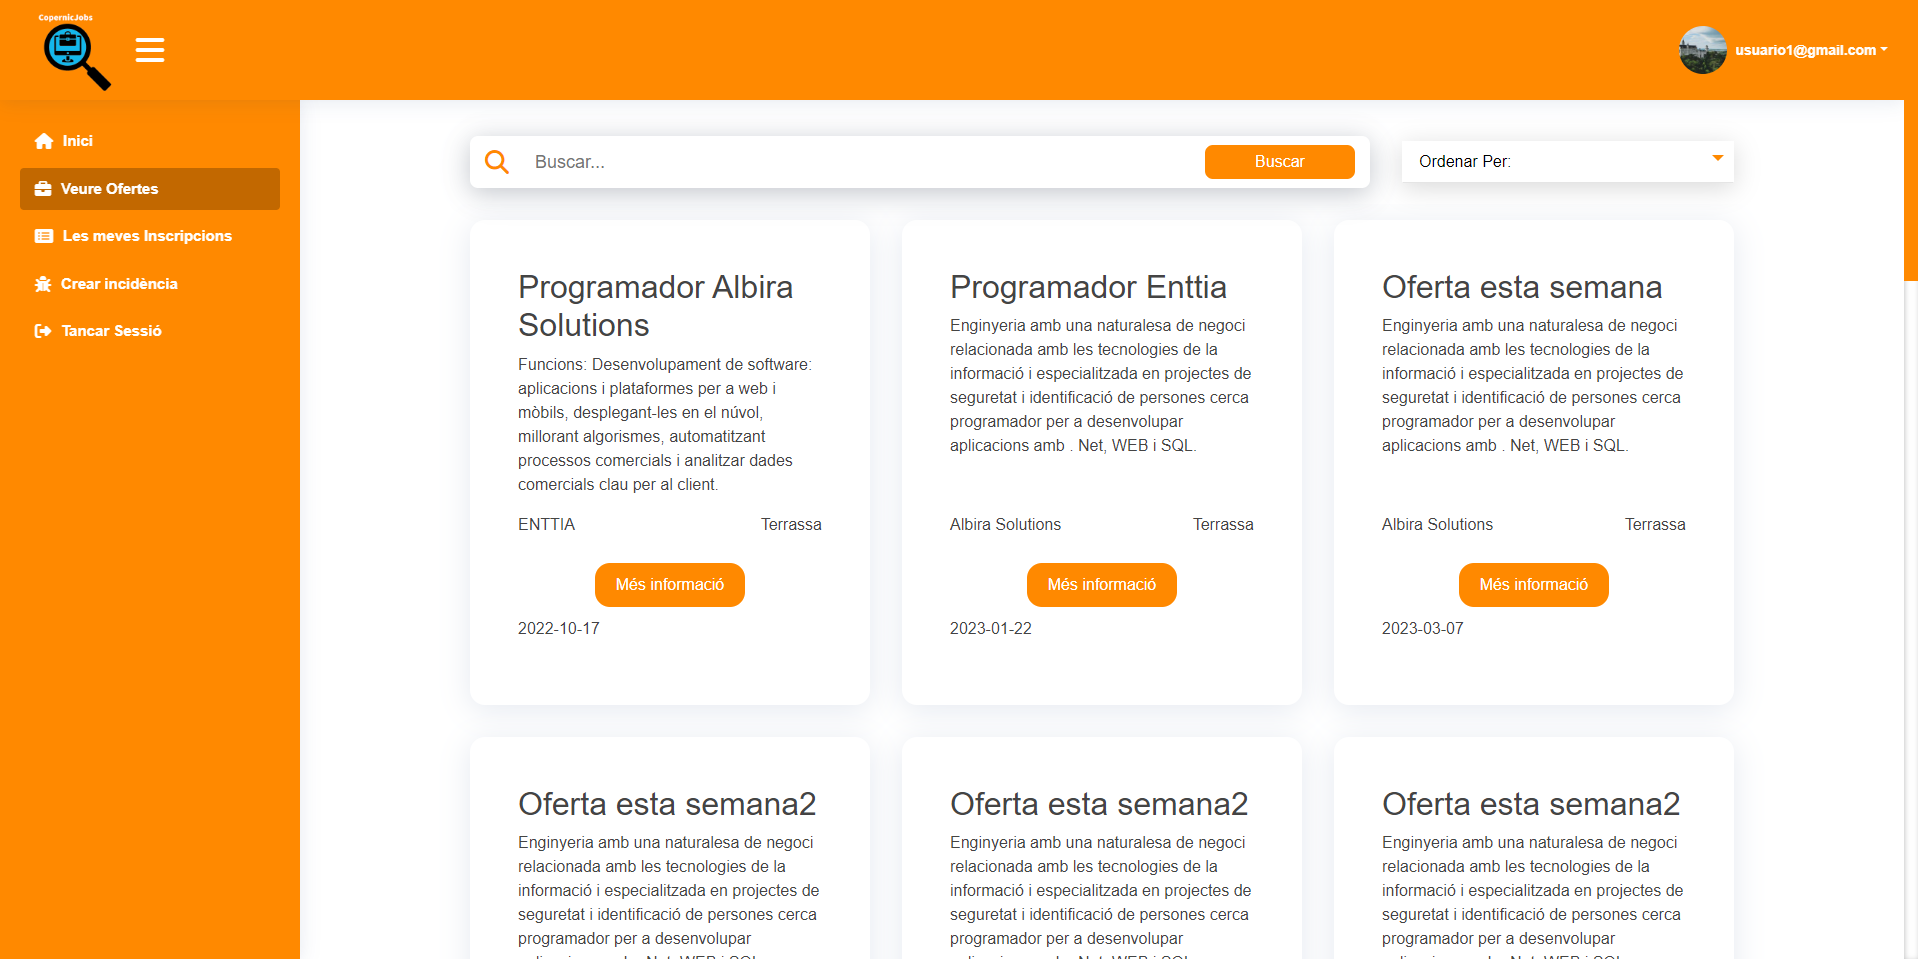 CopernicJobs
usuario1@gmail.com
Inici
Veure Ofertes
Les meves Inscripcions
Crear incidència
Tancar Sessió
Buscar...
Buscar
Ordenar Per:
Programador Albira
Solutions
Funcions: Desenvolupament de software:
aplicacions i plataformes per a web i
mòbils, desplegant-les en el núvol,
millorant algorismes, automatitzant
processos comercials i analitzar dades
comercials clau per al client.
ENTTIA
Terrassa
Més informació
2022-10-17
Programador Enttia
Enginyeria amb una naturalesa de negoci
relacionada amb les tecnologies de la
informació i especialitzada en projectes de
seguretat i identificació de persones cerca
programador per a desenvolupar
aplicacions amb . Net, WEB i SQL.
Albira Solutions
Terrassa
Més informació
2023-01-22
Oferta esta semana
Enginyeria amb una naturalesa de negoci
relacionada amb les tecnologies de la
informació i especialitzada en projectes de
seguretat i identificació de persones cerca
programador per a desenvolupar
aplicacions amb . Net, WEB i SQL.
Albira Solutions
Terrassa
Més informació
2023-03-07
Oferta esta semana2
Enginyeria amb una naturalesa de negoci
relacionada amb les tecnologies de la
informació i especialitzada en projectes de
seguretat i identificació de persones cerca
programador per a desenvolupar
Oferta esta semana2
Enginyeria amb una naturalesa de negoci
relacionada amb les tecnologies de la
informació i especialitzada en projectes de
seguretat i identificació de persones cerca
programador per a desenvolupar
Oferta esta semana2
Enginyeria amb una naturalesa de negoci
relacionada amb les tecnologies de la
informació i especialitzada en projectes de
seguretat i identificació de persones cerca
programador per a desenvolupar